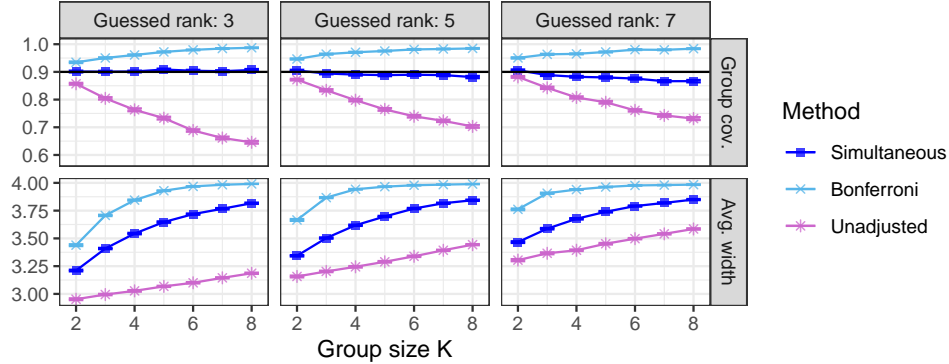 Guessed rank: 3
Guessed rank: 5
Guessed rank: 7
1.0
0.9
0.8
0.7
0.6
Group cov.
4.00
3.75
3.50
3.25
3.00
Avg. width
2 4 6 8
2 4 6 8
2 4 6 8
Group size K
Method
Simultaneous
Bonferroni
Unadjusted